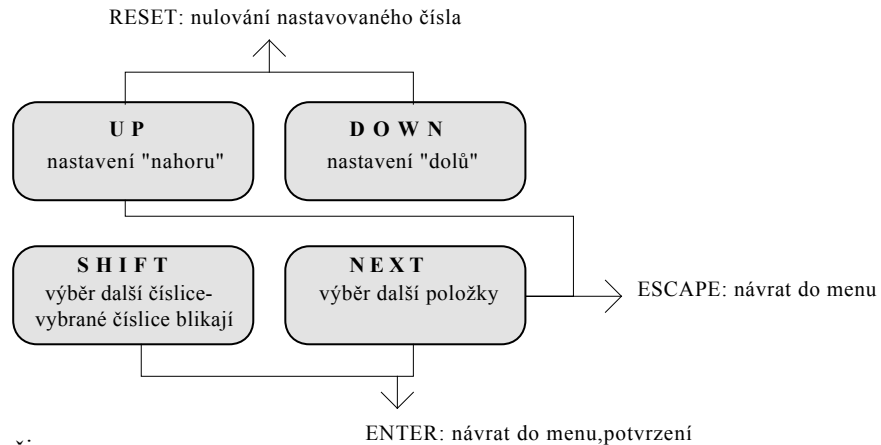 RESET: nulování nastavovaného čísla
U P
nastavení "nahoru"
D O W N
nastavení "dolů"
S H I F T
výběr další číslice-
vybrané číslice blikají
N E X T
výběr další položky
ESCAPE: návrat do menu
ENTER: návrat do menu,potvrzení